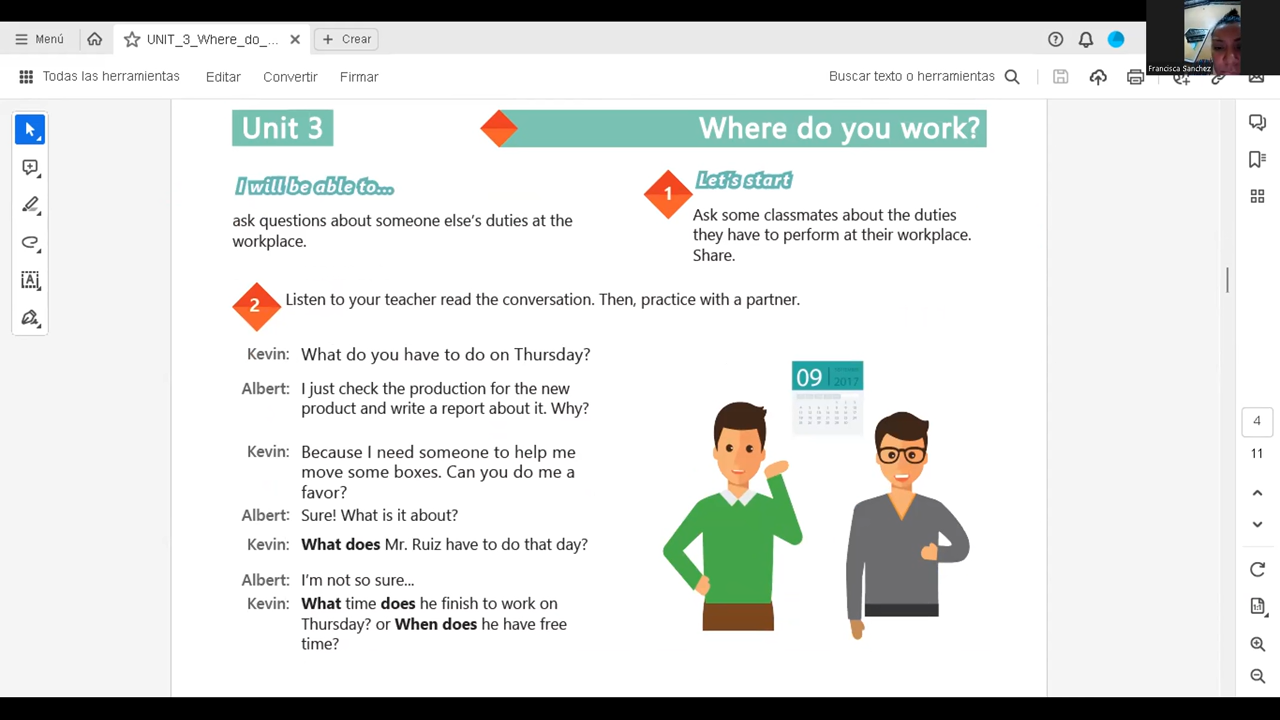 Menú
UNIT_3_Where_do_...
Crear
Francisca Sanchez
Todas las herramientas
Editar
Convertir
Firmar
Buscar texto o herramientas
Unit 3
Where do you work?
I will be able to...
ask questions about someone else's duties at the
workplace.
1
Let's start
Ask some classmates about the duties
they have to perform at their workplace.
Share.
2
Listen to your teacher read the conversation. Then, practice with a partner.
Kevin: What do you have to do on Thursday?
Albert: I just check the production for the new
product and write a report about it. Why?
Kevin: Because I need someone to help me
move some boxes. Can you do me a
favor?
Albert: Sure! What is it about?
Kevin: What does Mr. Ruiz have to do that day?
Albert: I'm not so sure...
Kevin: What time does he finish to work on
Thursday? or When does he have free
time?
09
2017
4
11